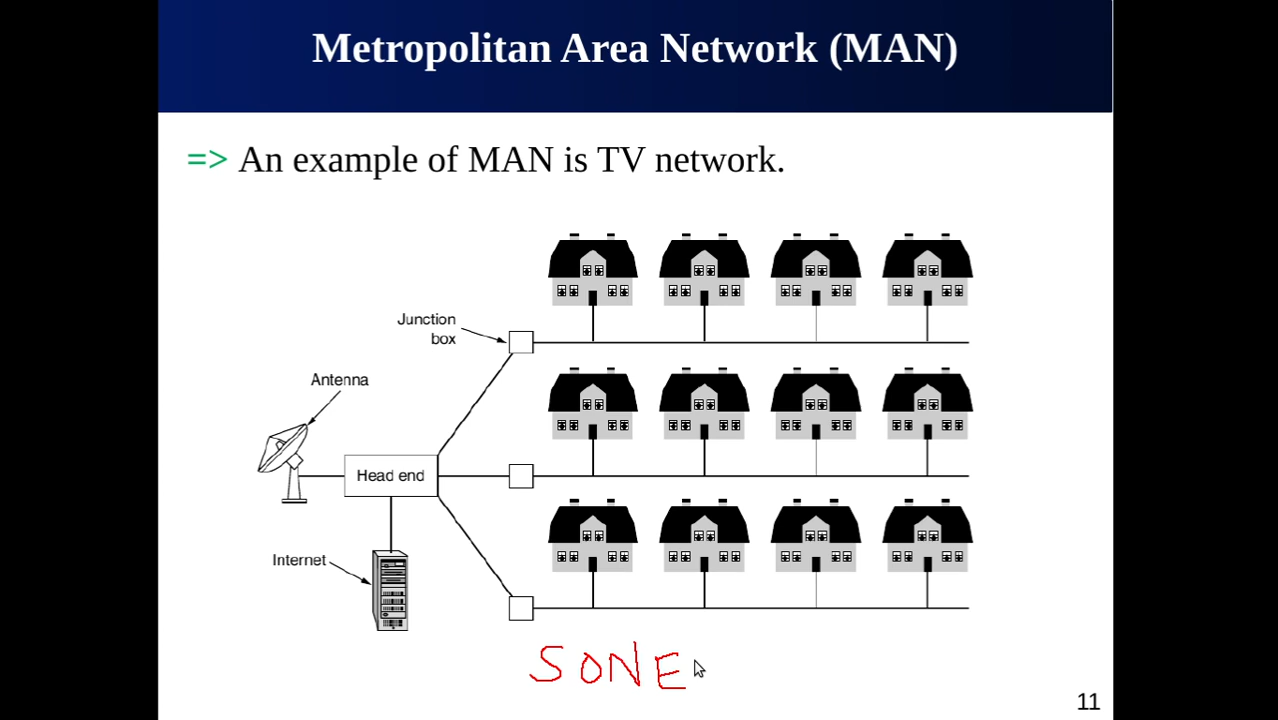 Metropolitan Area Network (MAN)
=> An example of MAN is TV network.
Junction
box
Antenna
Head end
Internet
SONE
11